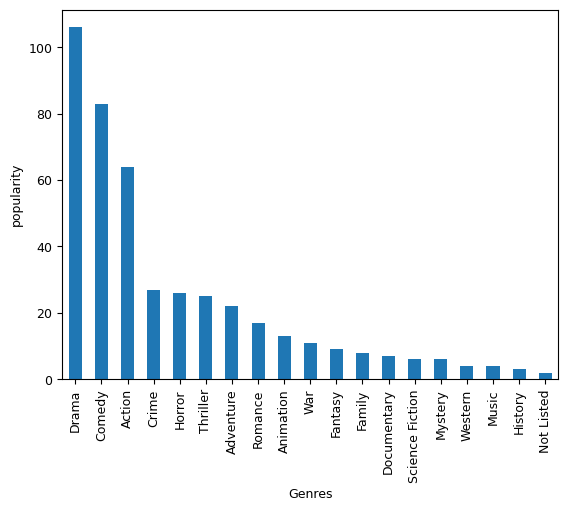 popularity
100
80
60
40
20
0
Drama
Comedy
Action
Crime
Horror
Thriller
Adventure
Romance
Animation
War
Fantasy
Family
Documentary
Science Fiction
Mystery
Western
Music
History
Not Listed
Genres